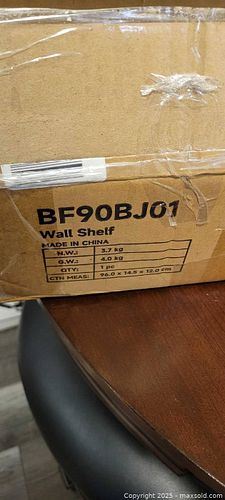 BF90BJ01
Wall Shelf
MADE IN CHINA
N.W.: 3.7 kg
G.W.: 4.0 kg
QTY: 1 pc
CTN MEAS: 96.0 x 14.5 x 12.0 cm
Copyright 2025 - maxsold.com